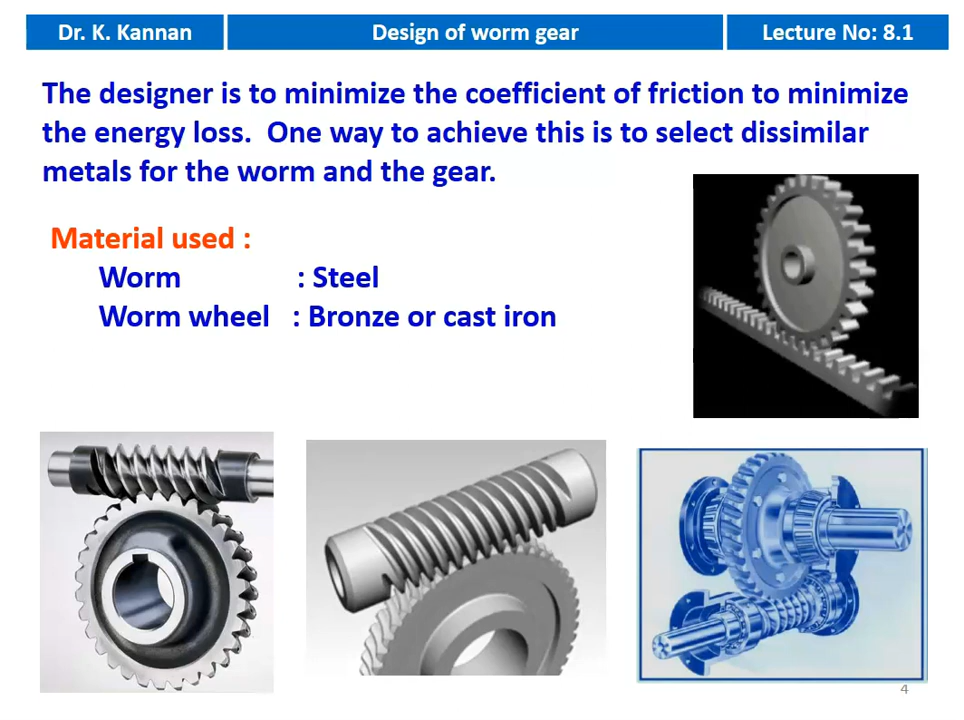 Dr. K. Kannan
Design of worm gear
Lecture No: 8.1
The designer is to minimize the coefficient of friction to minimize
the energy loss.  One way to achieve this is to select dissimilar
metals for the worm and the gear.
Material used :
Worm : Steel
Worm wheel : Bronze or cast iron
4